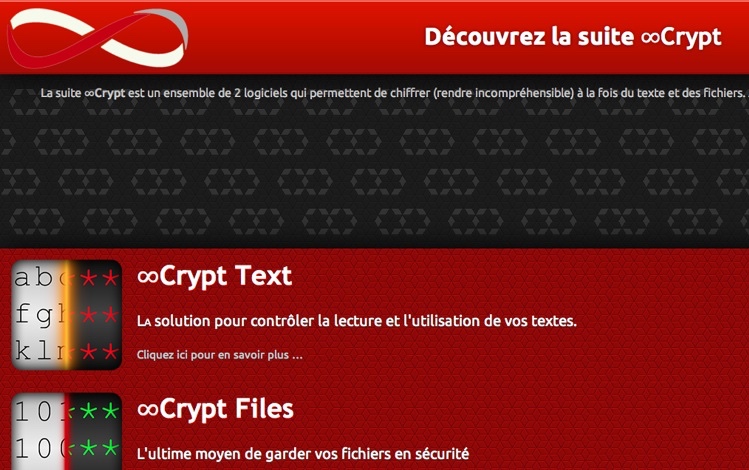 Découvrez la suite ∞Crypt
La suite ∞Crypt est un ensemble de 2 logiciels qui permettent de chiffrer (rendre incompréhensible) à la fois du texte et des fichiers.
abc**
∞Crypt Text
fgh**
LA solution pour contrôler la lecture et l'utilisation de vos textes.
klm**
Cliquez ici pour en savoir plus ...
101**
∞Crypt Files
100**
L'ultime moyen de garder vos fichiers en sécurité